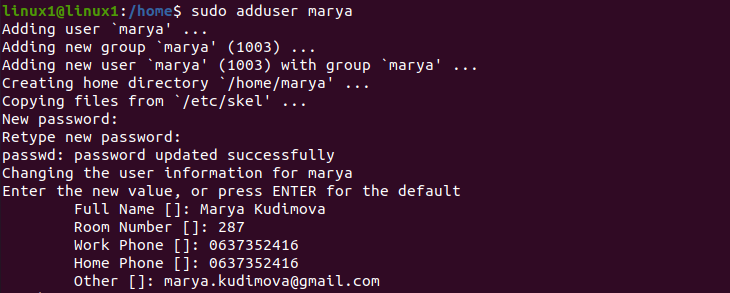 linux1@linux1:/home$ sudo adduser marya
Adding user `marya' ...
Adding new group `marya' (1003) ...
Adding new user `marya' (1003) with group `marya' ...
Creating home directory `/home/marya' ...
Copying files from `/etc/skel' ...
New password:
Retype new password:
passwd: password updated successfully
Changing the user information for marya
Enter the new value, or press ENTER for the default
        Full Name []: Marya Kudimova
        Room Number []: 287
        Work Phone []: 0637352416
        Home Phone []: 0637352416
        Other []: marya.kudimova@gmail.com